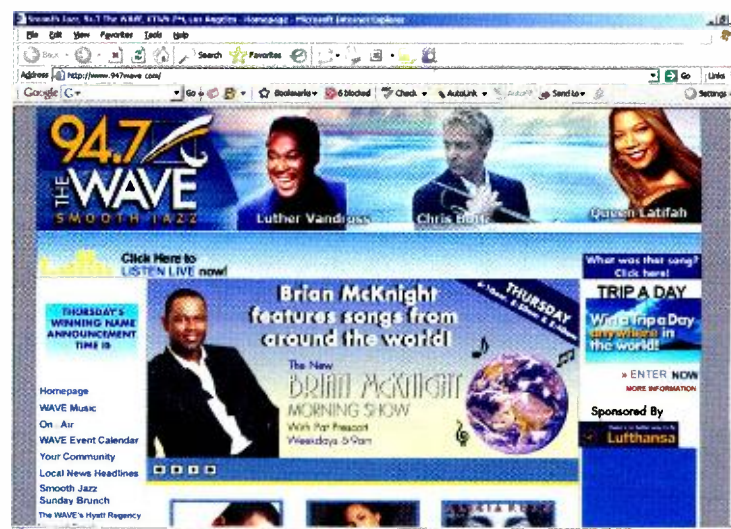 Smooth Jazz, 94.7 The WAVE, KTWV FM, Los Angeles - Homepage - Microsoft Internet Explorer
File Edit View Favorites Tools Help
Back Search Favorites
Address http://www.947wave.com/ Go Links
Google G Go Bookmarks 6 blocked Check AutoLink AutoFill Send to Settings
94.7
THE WAVE
SMOOTH JAZZ
Luther Vandross
Chris Botti
Queen Latifah
Click Here to
LISTEN LIVE now!
What was that song?
Click here!
THURSDAY'S
WINNING NAME
ANNOUNCEMENT
TIME IS
Brian McKnight
features songs from
around the world!
THURSDAY
The New
BRIAN McKNIGHT
MORNING SHOW
With Pat Prescott
Weekdays 5-9am
TRIP A DAY
Win a Trip a Day
anywhere in
the world!
» ENTER NOW
MORE INFORMATION
Sponsored By
Lufthansa
Homepage
WAVE Music
On-Air
WAVE Event Calendar
Your Community
Local News Headlines
Smooth Jazz
Sunday Brunch
The WAVE's Hyatt Regency